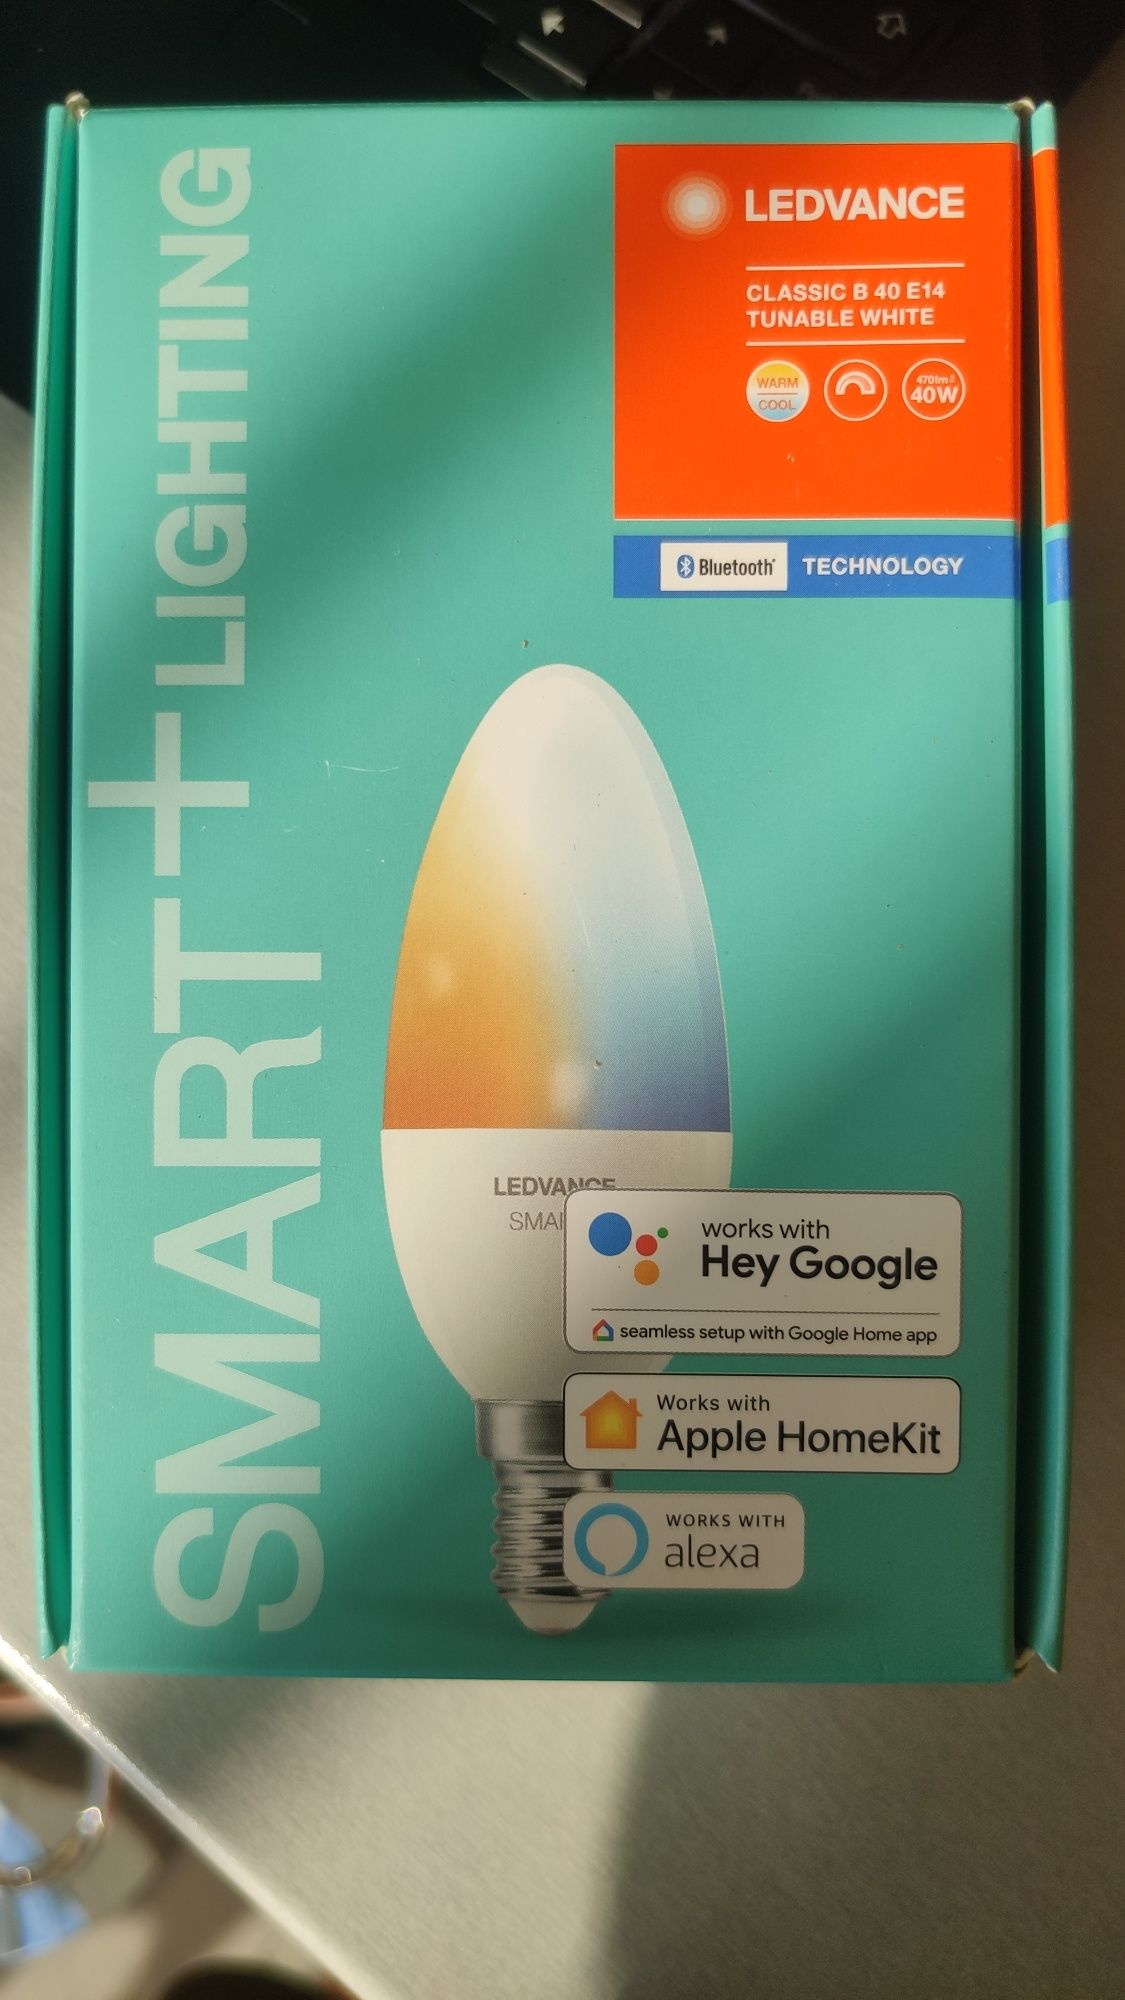 SMART+ LIGHTING
LEDVANCE
CLASSIC B 40 E14
TUNABLE WHITE
WARM
COOL
470lm≙
40W
Bluetooth®
TECHNOLOGY
LEDVANCE
SMAR
works with
Hey Google
seamless setup with Google Home app
Works with
Apple HomeKit
WORKS WITH
alexa